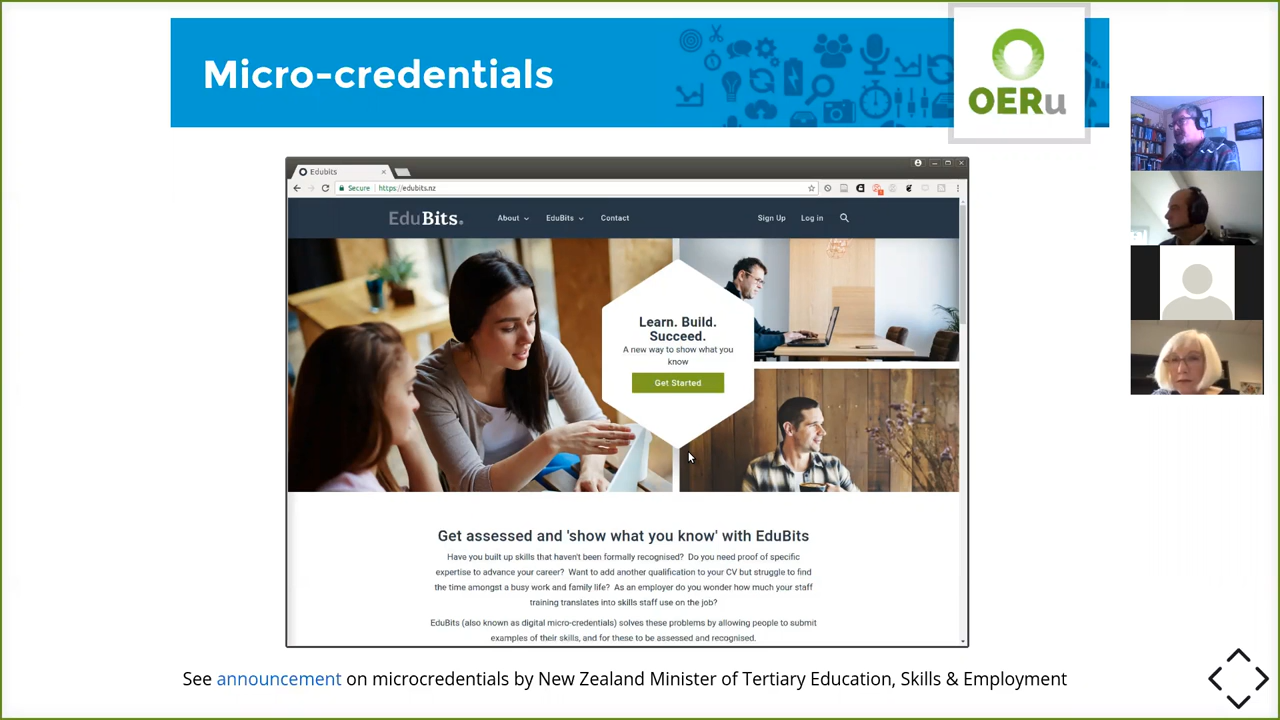 Micro-credentials
OERu
Edubits
Secure https://edubits.nz
EduBits.
About
EduBits
Contact
Sign Up
Log in
Learn. Build.
Succeed.
A new way to show what you
know
Get Started
Get assessed and 'show what you know' with EduBits
Have you built up skills that haven't been formally recognised? Do you need proof of specific
expertise to advance your career? Want to add another qualification to your CV but struggle to find
the time amongst a busy work and family life? As an employer do you wonder how much your staff
training translates into skills staff use on the job?
EduBits (also known as digital micro-credentials) solves these problems by allowing people to submit
examples of their skills, and for these to be assessed and recognised.
See announcement on microcredentials by New Zealand Minister of Tertiary Education, Skills & Employment